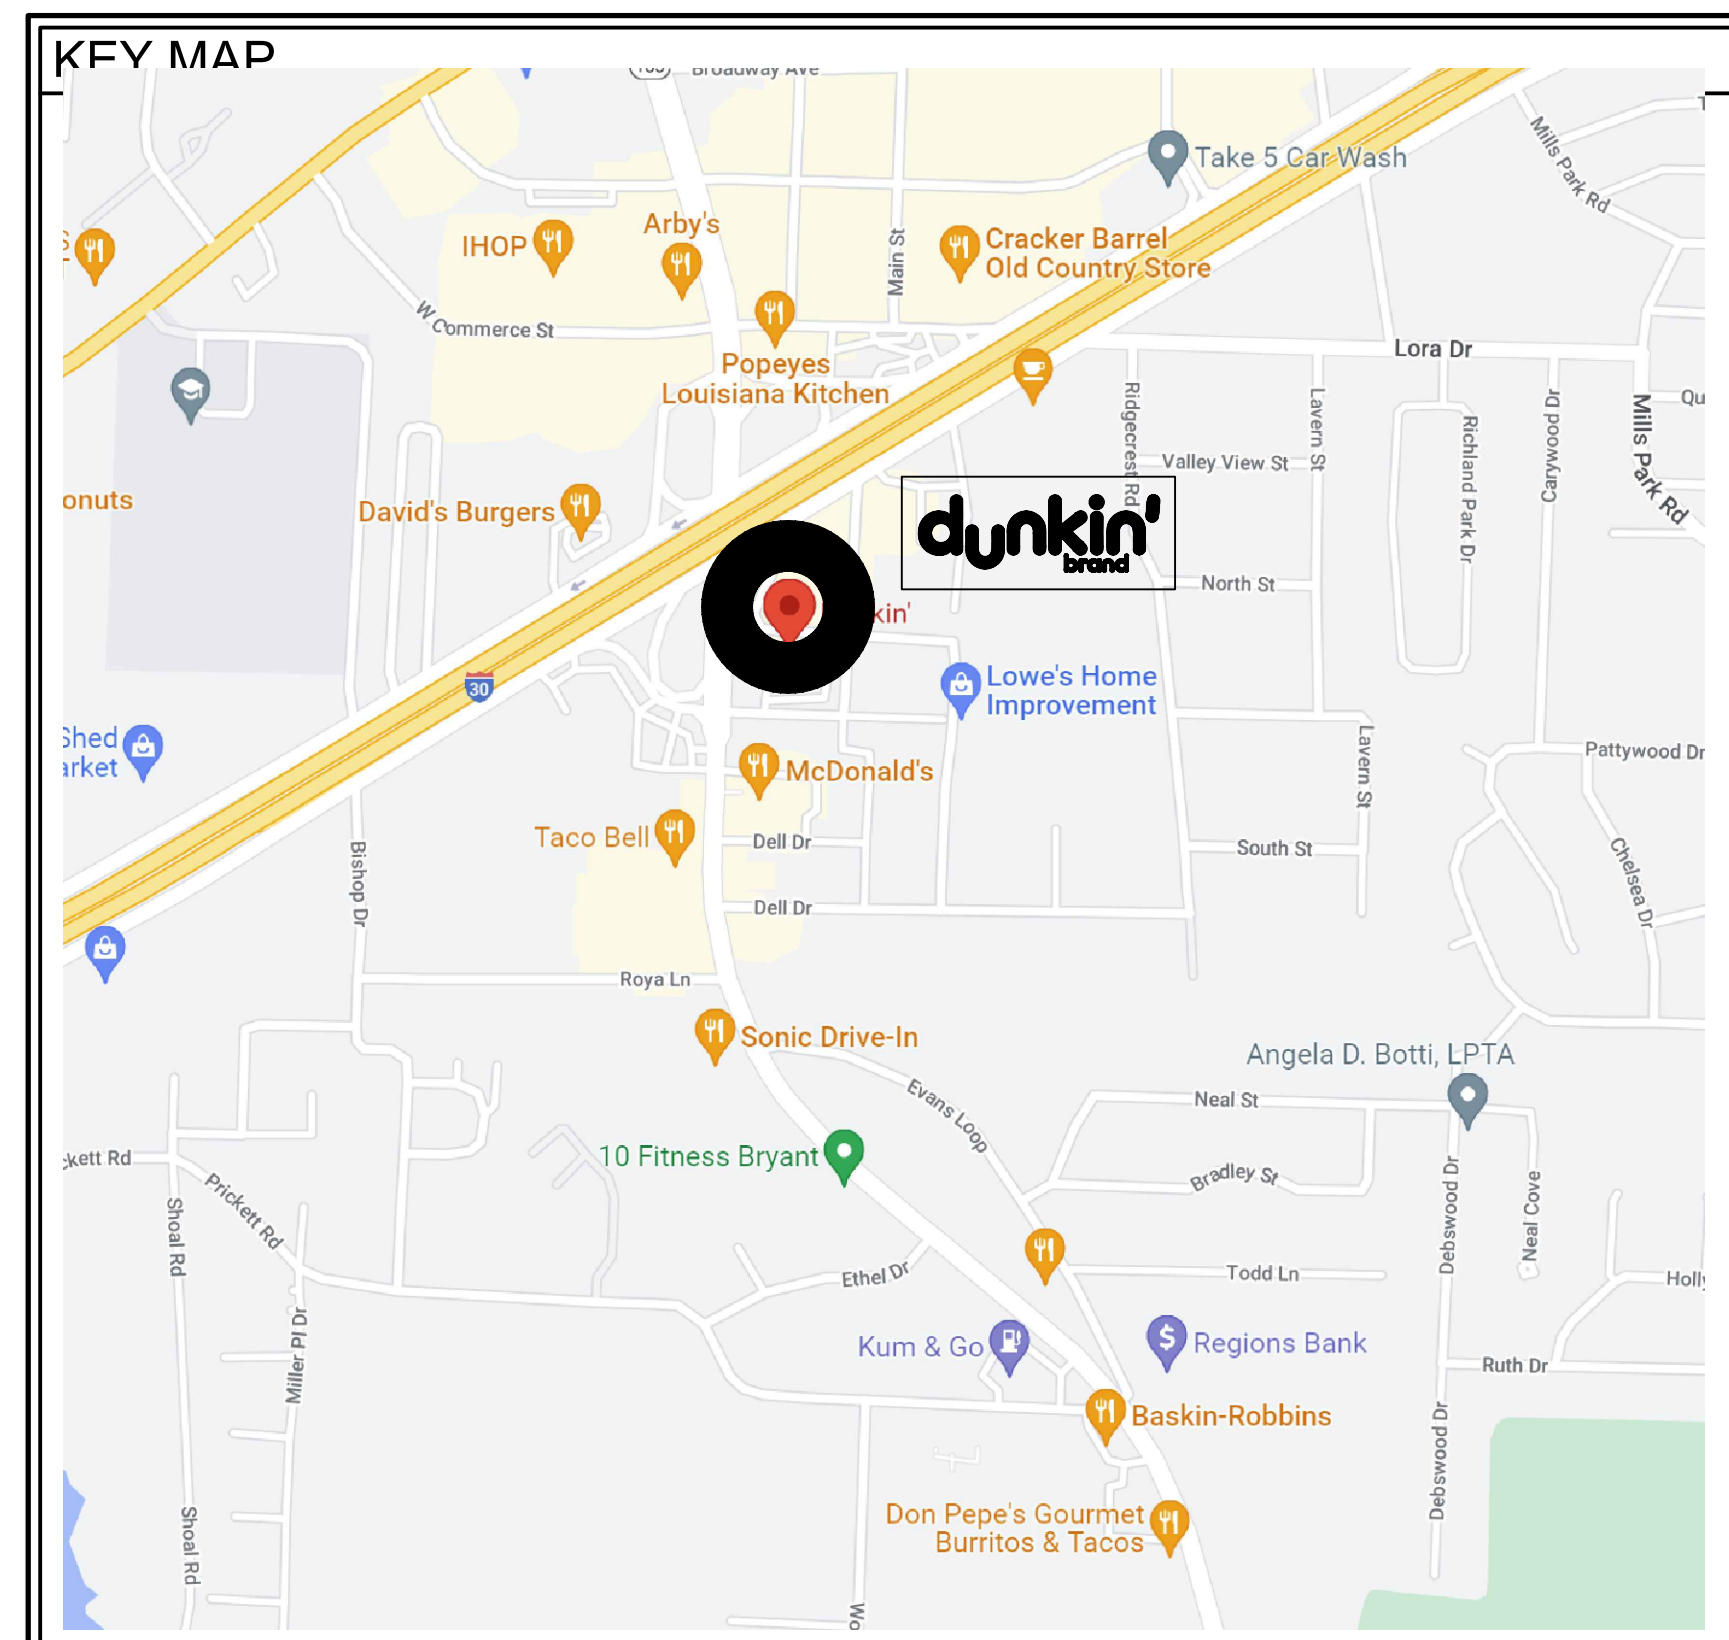 KEY MAP
Broadway Ave
Take 5 Car Wash
Mills Park Rd
Arby's
IHOP
Main St
Cracker Barrel
Old Country Store
W Commerce St
Popeyes
Louisiana Kitchen
Lora Dr
Ridgecrest Rd
Lavern St
Richland Park Dr
Carywood Dr
Mills Park Rd
Qu
Valley View St
onuts
David's Burgers
dunkin'
brand
North St
kin'
30
Lowe's Home
Improvement
Shed
arket
Lavern St
Pattywood Dr
McDonald's
Taco Bell
Dell Dr
South St
Bishop Dr
Chelsea Dr
Dell Dr
Roya Ln
Sonic Drive-In
Angela D. Botti, LPTA
Evans Loop
Neal St
10 Fitness Bryant
ckett Rd
Prickett Rd
Bradley St
Shoal Rd
Debswood Dr
Neal Cove
Ethel Dr
Todd Ln
Holly
Miller Pl Dr
Kum & Go
Regions Bank
Ruth Dr
Baskin-Robbins
Debswood Dr
Don Pepe's Gourmet
Burritos & Tacos
Shoal Rd
Wo